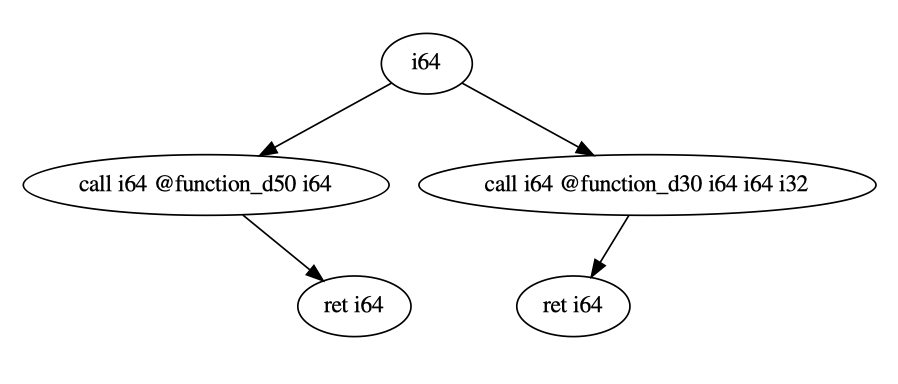 i64
call i64 @function_d50 i64
call i64 @function_d30 i64 i64 i32
ret i64
ret i64